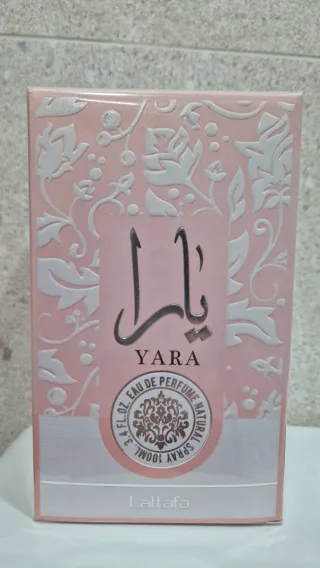 يارا
YARA
EAU DE PERFUME NATURAL SPRAY 100ML 3.4 FL.OZ.
Lattafa